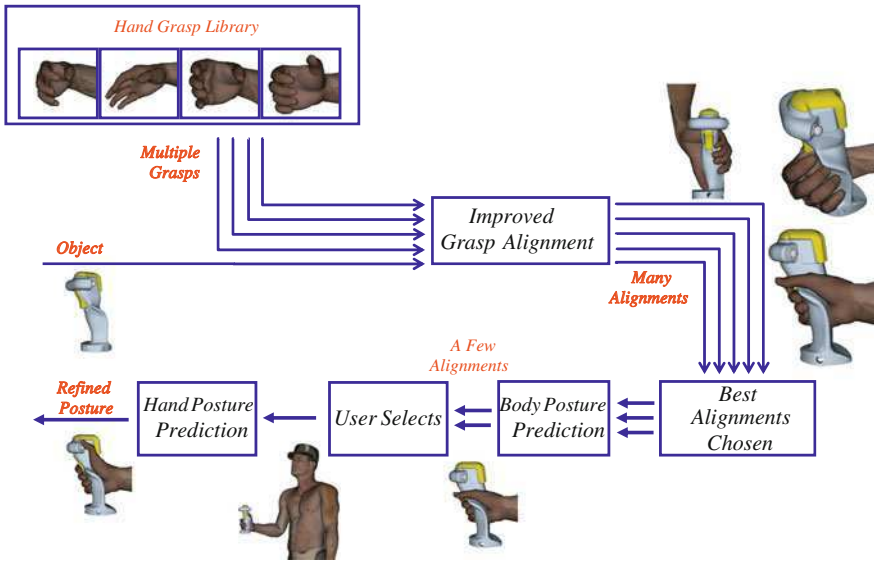 Hand Grasp Library
Multiple
Grasps
Improved
Grasp Alignment
Object
Many
Alignments
A Few
Alignments
Refined
Posture
Hand Posture
Prediction
User Selects
Body Posture
Prediction
Best
Alignments
Chosen